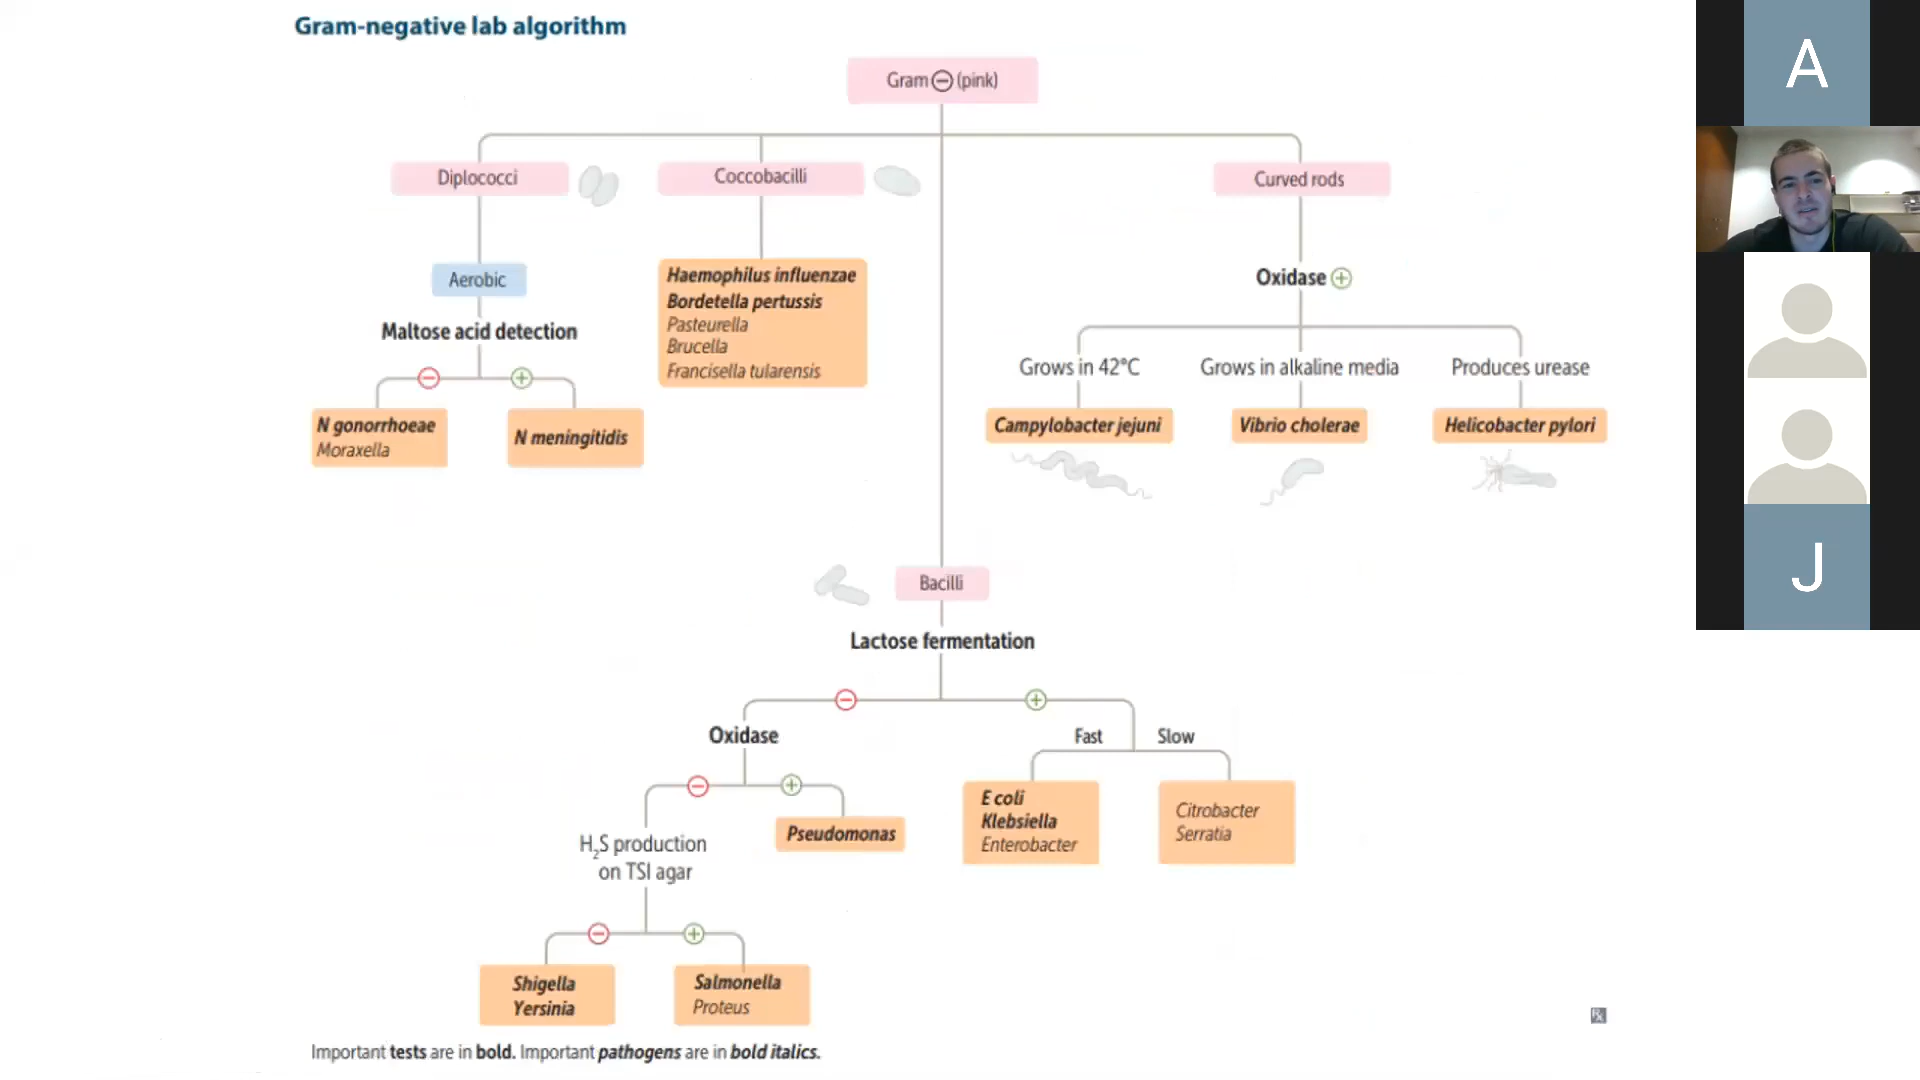 Gram-negative lab algorithm
Gram ⊖ (pink)
Diplococci
Coccobacilli
Curved rods
Aerobic
Maltose acid detection
Haemophilus influenzae
Bordetella pertussis
Pasteurella
Brucella
Francisella tularensis
Oxidase ⊕
Grows in 42°C
Grows in alkaline media
Produces urease
⊖
⊕
N gonorrhoeae
Moraxella
N meningitidis
Campylobacter jejuni
Vibrio cholerae
Helicobacter pylori
Bacilli
Lactose fermentation
⊖
⊕
Oxidase
Fast
Slow
⊖
⊕
Pseudomonas
E coli
Klebsiella
Enterobacter
Citrobacter
Serratia
H₂S production
on TSI agar
⊖
⊕
Shigella
Yersinia
Salmonella
Proteus
Important tests are in bold. Important pathogens are in bold italics.
Rx
A
J